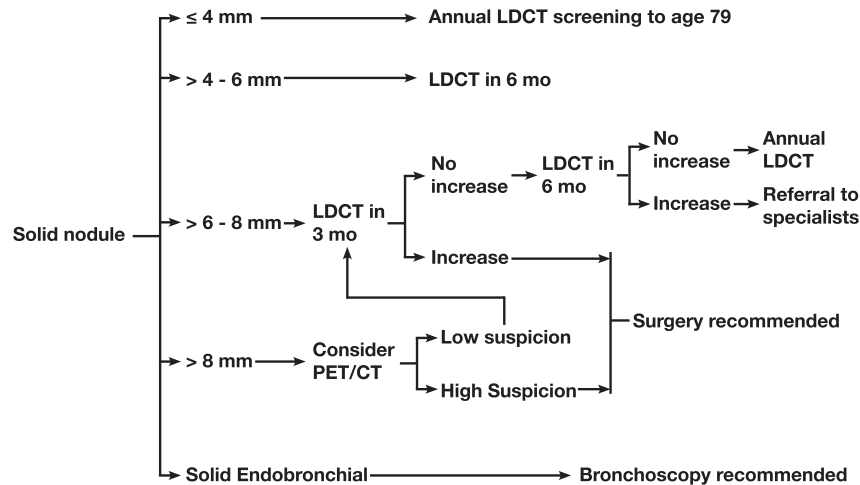 ≤ 4 mm
Annual LDCT screening to age 79
> 4 - 6 mm
LDCT in 6 mo
Solid nodule
> 6 - 8 mm
LDCT in
3 mo
No
increase
LDCT in
6 mo
No
increase
Annual
LDCT
Increase
Referral to
specialists
Increase
Surgery recommended
> 8 mm
Consider
PET/CT
Low suspicion
High Suspicion
Solid Endobronchial
Bronchoscopy recommended